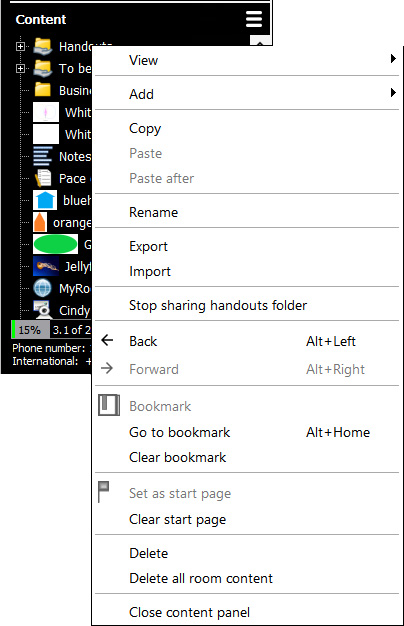 Content
Handouts
To be
Busin
Whit
Whit
Notes
Pace
blueh
orange
G
Jellyf
MyRo
Cindy
15% 3.1 of 2
Phone number:
International: +
View
Add
Copy
Paste
Paste after
Rename
Export
Import
Stop sharing handouts folder
Back Alt+Left
Forward Alt+Right
Bookmark
Go to bookmark Alt+Home
Clear bookmark
Set as start page
Clear start page
Delete
Delete all room content
Close content panel